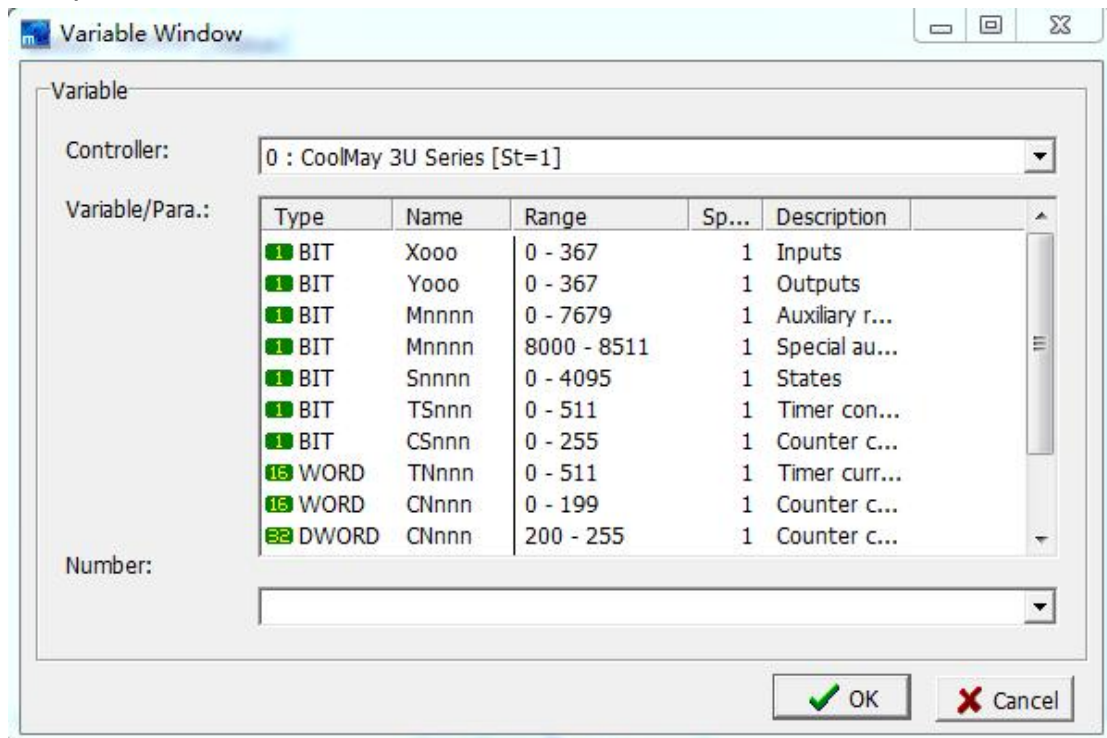 Variable Window
Variable
Controller: 0 : CoolMay 3U Series [St=1]
Variable/Para.:
Type Name Range Sp... Description
1 BIT Xooo 0 - 367 1 Inputs
1 BIT Yooo 0 - 367 1 Outputs
1 BIT Mnnnn 0 - 7679 1 Auxiliary r...
1 BIT Mnnnn 8000 - 8511 1 Special au...
1 BIT Snnnn 0 - 4095 1 States
1 BIT TSnnn 0 - 511 1 Timer con...
1 BIT CSnnn 0 - 255 1 Counter c...
16 WORD TNnnn 0 - 511 1 Timer curr...
16 WORD CNnnn 0 - 199 1 Counter c...
32 DWORD CNnnn 200 - 255 1 Counter c...
Number:
OK Cancel